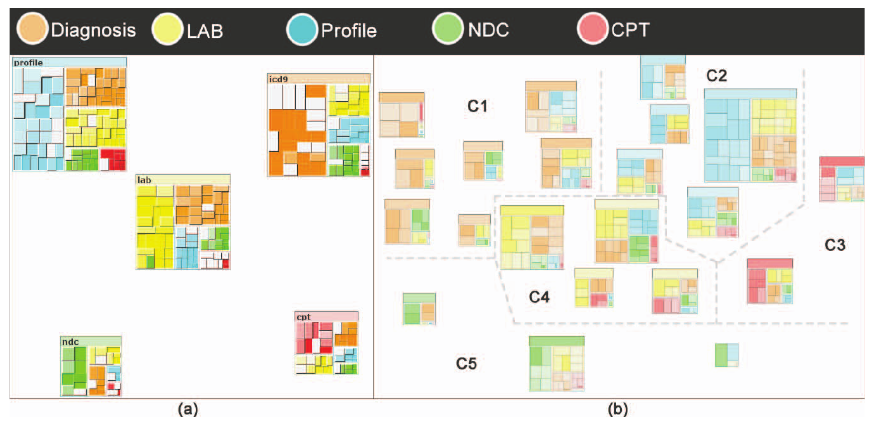 Diagnosis LAB Profile NDC CPT
profile
icd9
lab
cpt
ndc
C1
C2
C3
C4
C5
(a) (b)